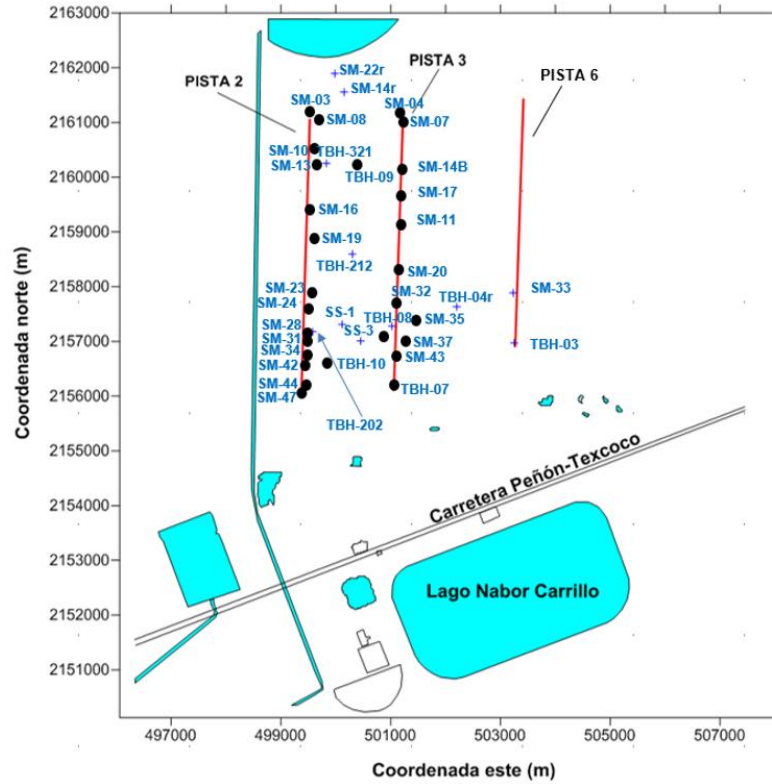 2163000
2162000
2161000
2160000
2159000
2158000
2157000
2156000
2155000
2154000
2153000
2152000
2151000
Coordenada norte (m)
PISTA 2
PISTA 3
PISTA 6
SM-22r
SM-14r
SM-03
SM-08
SM-04
SM-07
SM-10
TBH-321
SM-13
TBH-09
SM-14B
SM-17
SM-16
SM-11
SM-19
TBH-212
SM-20
SM-23
SM-24
SM-32
TBH-04r
SM-33
SM-28
SS-1
TBH-08
SM-35
SM-31
SS-3
SM-37
TBH-03
SM-34
SM-42
TBH-10
SM-43
SM-44
SM-47
TBH-07
TBH-202
Carretera Peñón-Texcoco
Lago Nabor Carrillo
497000
499000
501000
503000
505000
507000
Coordenada este (m)